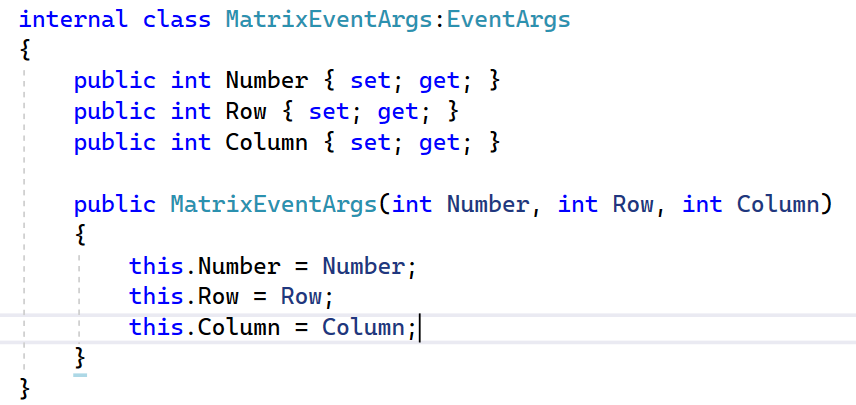 internal class MatrixEventArgs:EventArgs
{
    public int Number { set; get; }
    public int Row { set; get; }
    public int Column { set; get; }

    public MatrixEventArgs(int Number, int Row, int Column)
    {
        this.Number = Number;
        this.Row = Row;
        this.Column = Column;
    }
}